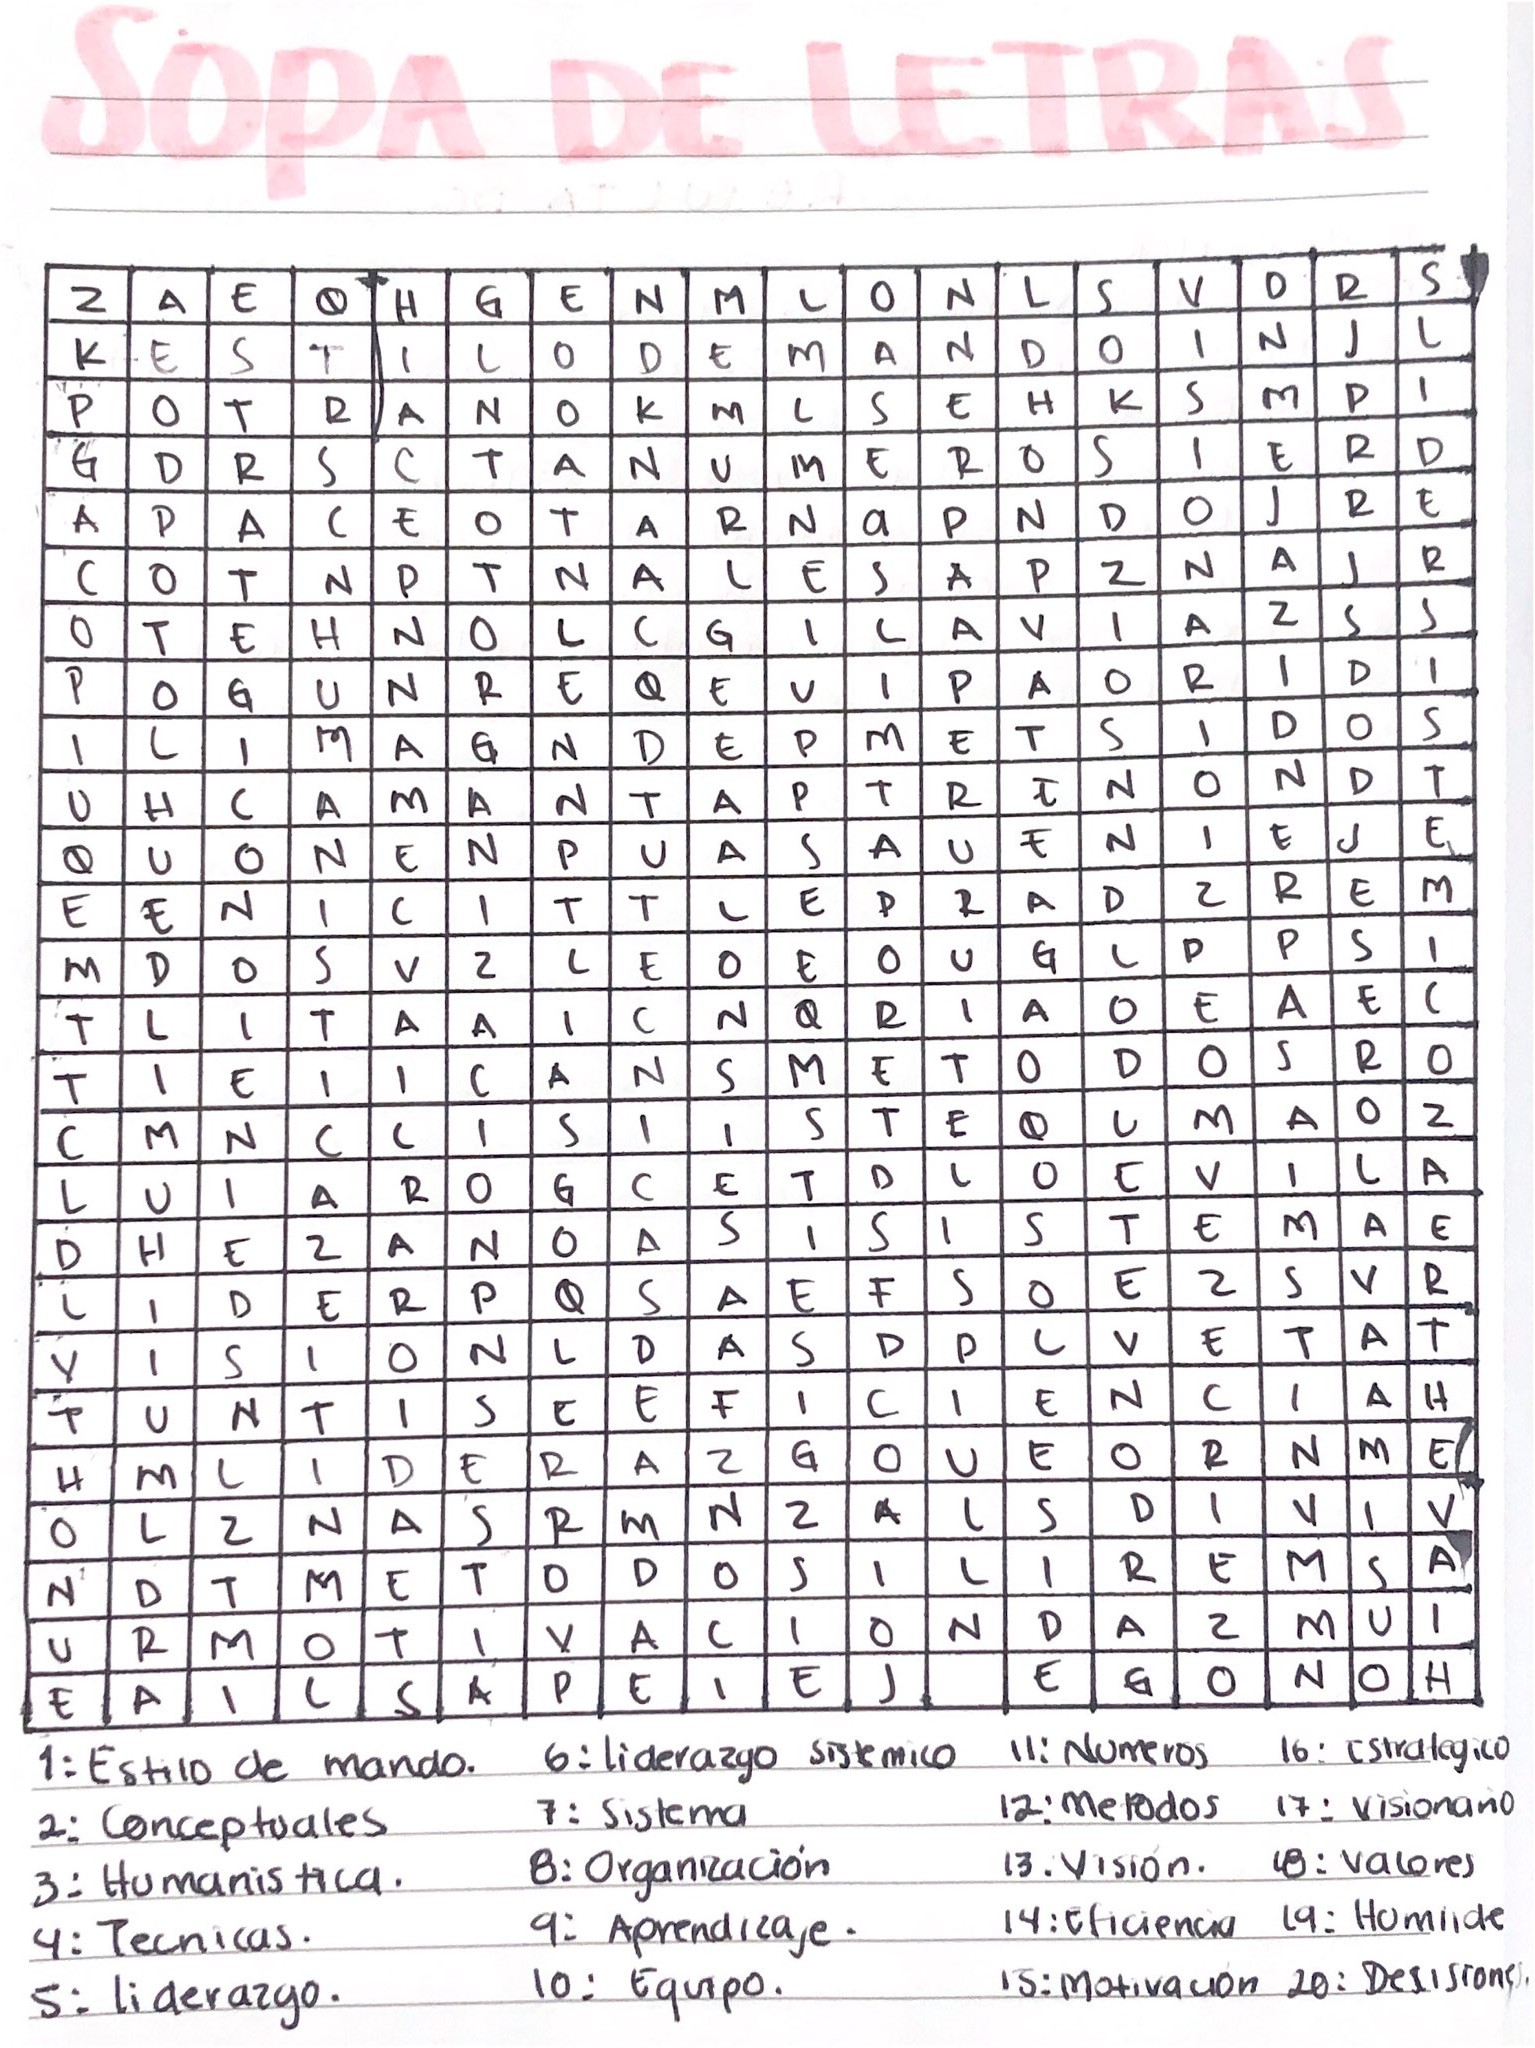 SOPA DE LETRAS
Z A E Q H G E N M L O N L S V D R S
K E S T I L O D E M A N D O I N J L
P O T R A N O K M L S E H K S M P I
G D R S C T A N U M E R O S I E R D
A P A C E O T A R N a P N D O J R E
C O T N P T N A L E S A P Z N A J R
O T E H N O L C G I L A V I A Z S S
P O G U N R E Q E U I P A O R I D I
I L I M A G N D E P M E T S I D O S
U H C A M A N T A P T R I N O N D T
Q U O N E N P U A S A U E N I E J E
E E N I C I T T L E P R A D Z R E M
M D O S V Z L E O E O U G L P P S I
T L I T A A I C N Q R I A O E A E C
T I E I I C A N S M E T O D O S R O
C M N C L I S I I S T E Q L M A O Z
L U I A R O G C E T D L O E V I L A
D H E Z A N O A S I S I S T E M A E
L I D E R P Q S A E F S O E Z S V R
V I S I O N L D A S D P L V E T A T
T U N T I S E E F I C I E N C I A H
H M L I D E R A Z G O U E O R N M E
O L Z N A S R M N Z A L S D I V I V
N D T M E T O D O S I L I R E M S A
U R M O T I V A C I O N D A Z M U I
E A I L S A P E I E J E G O N O H
1: Estilo de mando. 6: liderazgo sistemico 11: Numeros 16: Estrategico
2: Conceptuales 7: Sistema 12: Metodos 17: Visionario
3: Humanistica. 8: Organización 13. Visión. 18: Valores
4: Tecnicas. 9: Aprendizaje. 14: Eficiencia 19: Humilde
5: liderazgo. 10: Equipo. 15: Motivación 20: Desisiones.